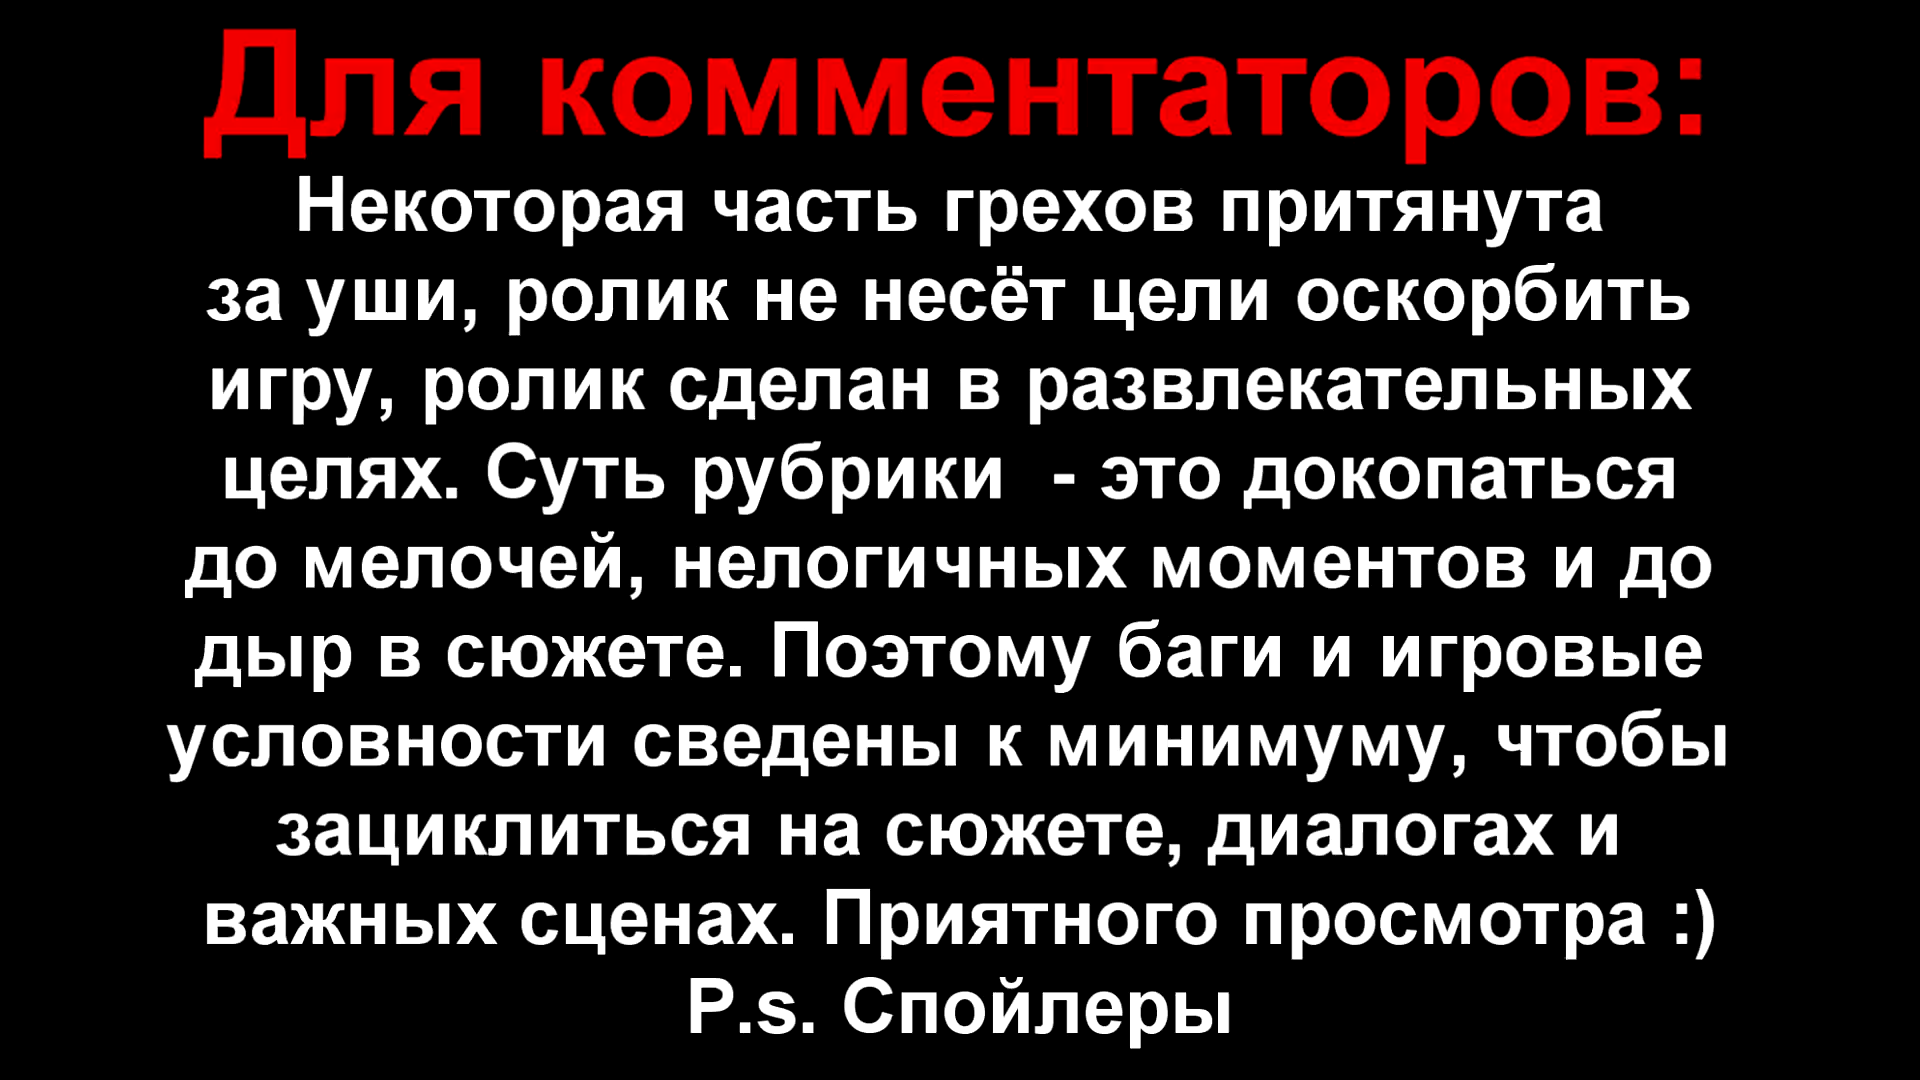 Для комментаторов:
Некоторая часть грехов притянута
за уши, ролик не несёт цели оскорбить
игру, ролик сделан в развлекательных
целях. Суть рубрики  - это докопаться
до мелочей, нелогичных моментов и до
дыр в сюжете. Поэтому баги и игровые
условности сведены к минимуму, чтобы
зациклиться на сюжете, диалогах и
важных сценах. Приятного просмотра :)
P.s. Спойлеры